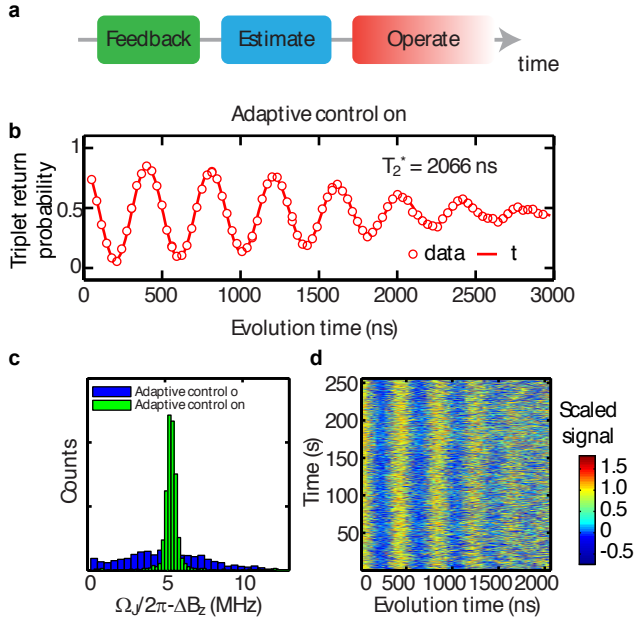 a
Feedback
Estimate
Operate
time
Adaptive control on
b
1
0.5
0
Triplet return
probability
T₂* = 2066 ns
data
t
0
500
1000
1500
2000
2500
3000
Evolution time (ns)
c
Adaptive control o
Adaptive control on
Counts
0
5
10
Ω_J/2π-ΔB_z (MHz)
d
250
200
150
100
50
Time (s)
0
500
1000
1500
2000
Evolution time (ns)
Scaled
signal
1.5
1.0
0.5
0
-0.5